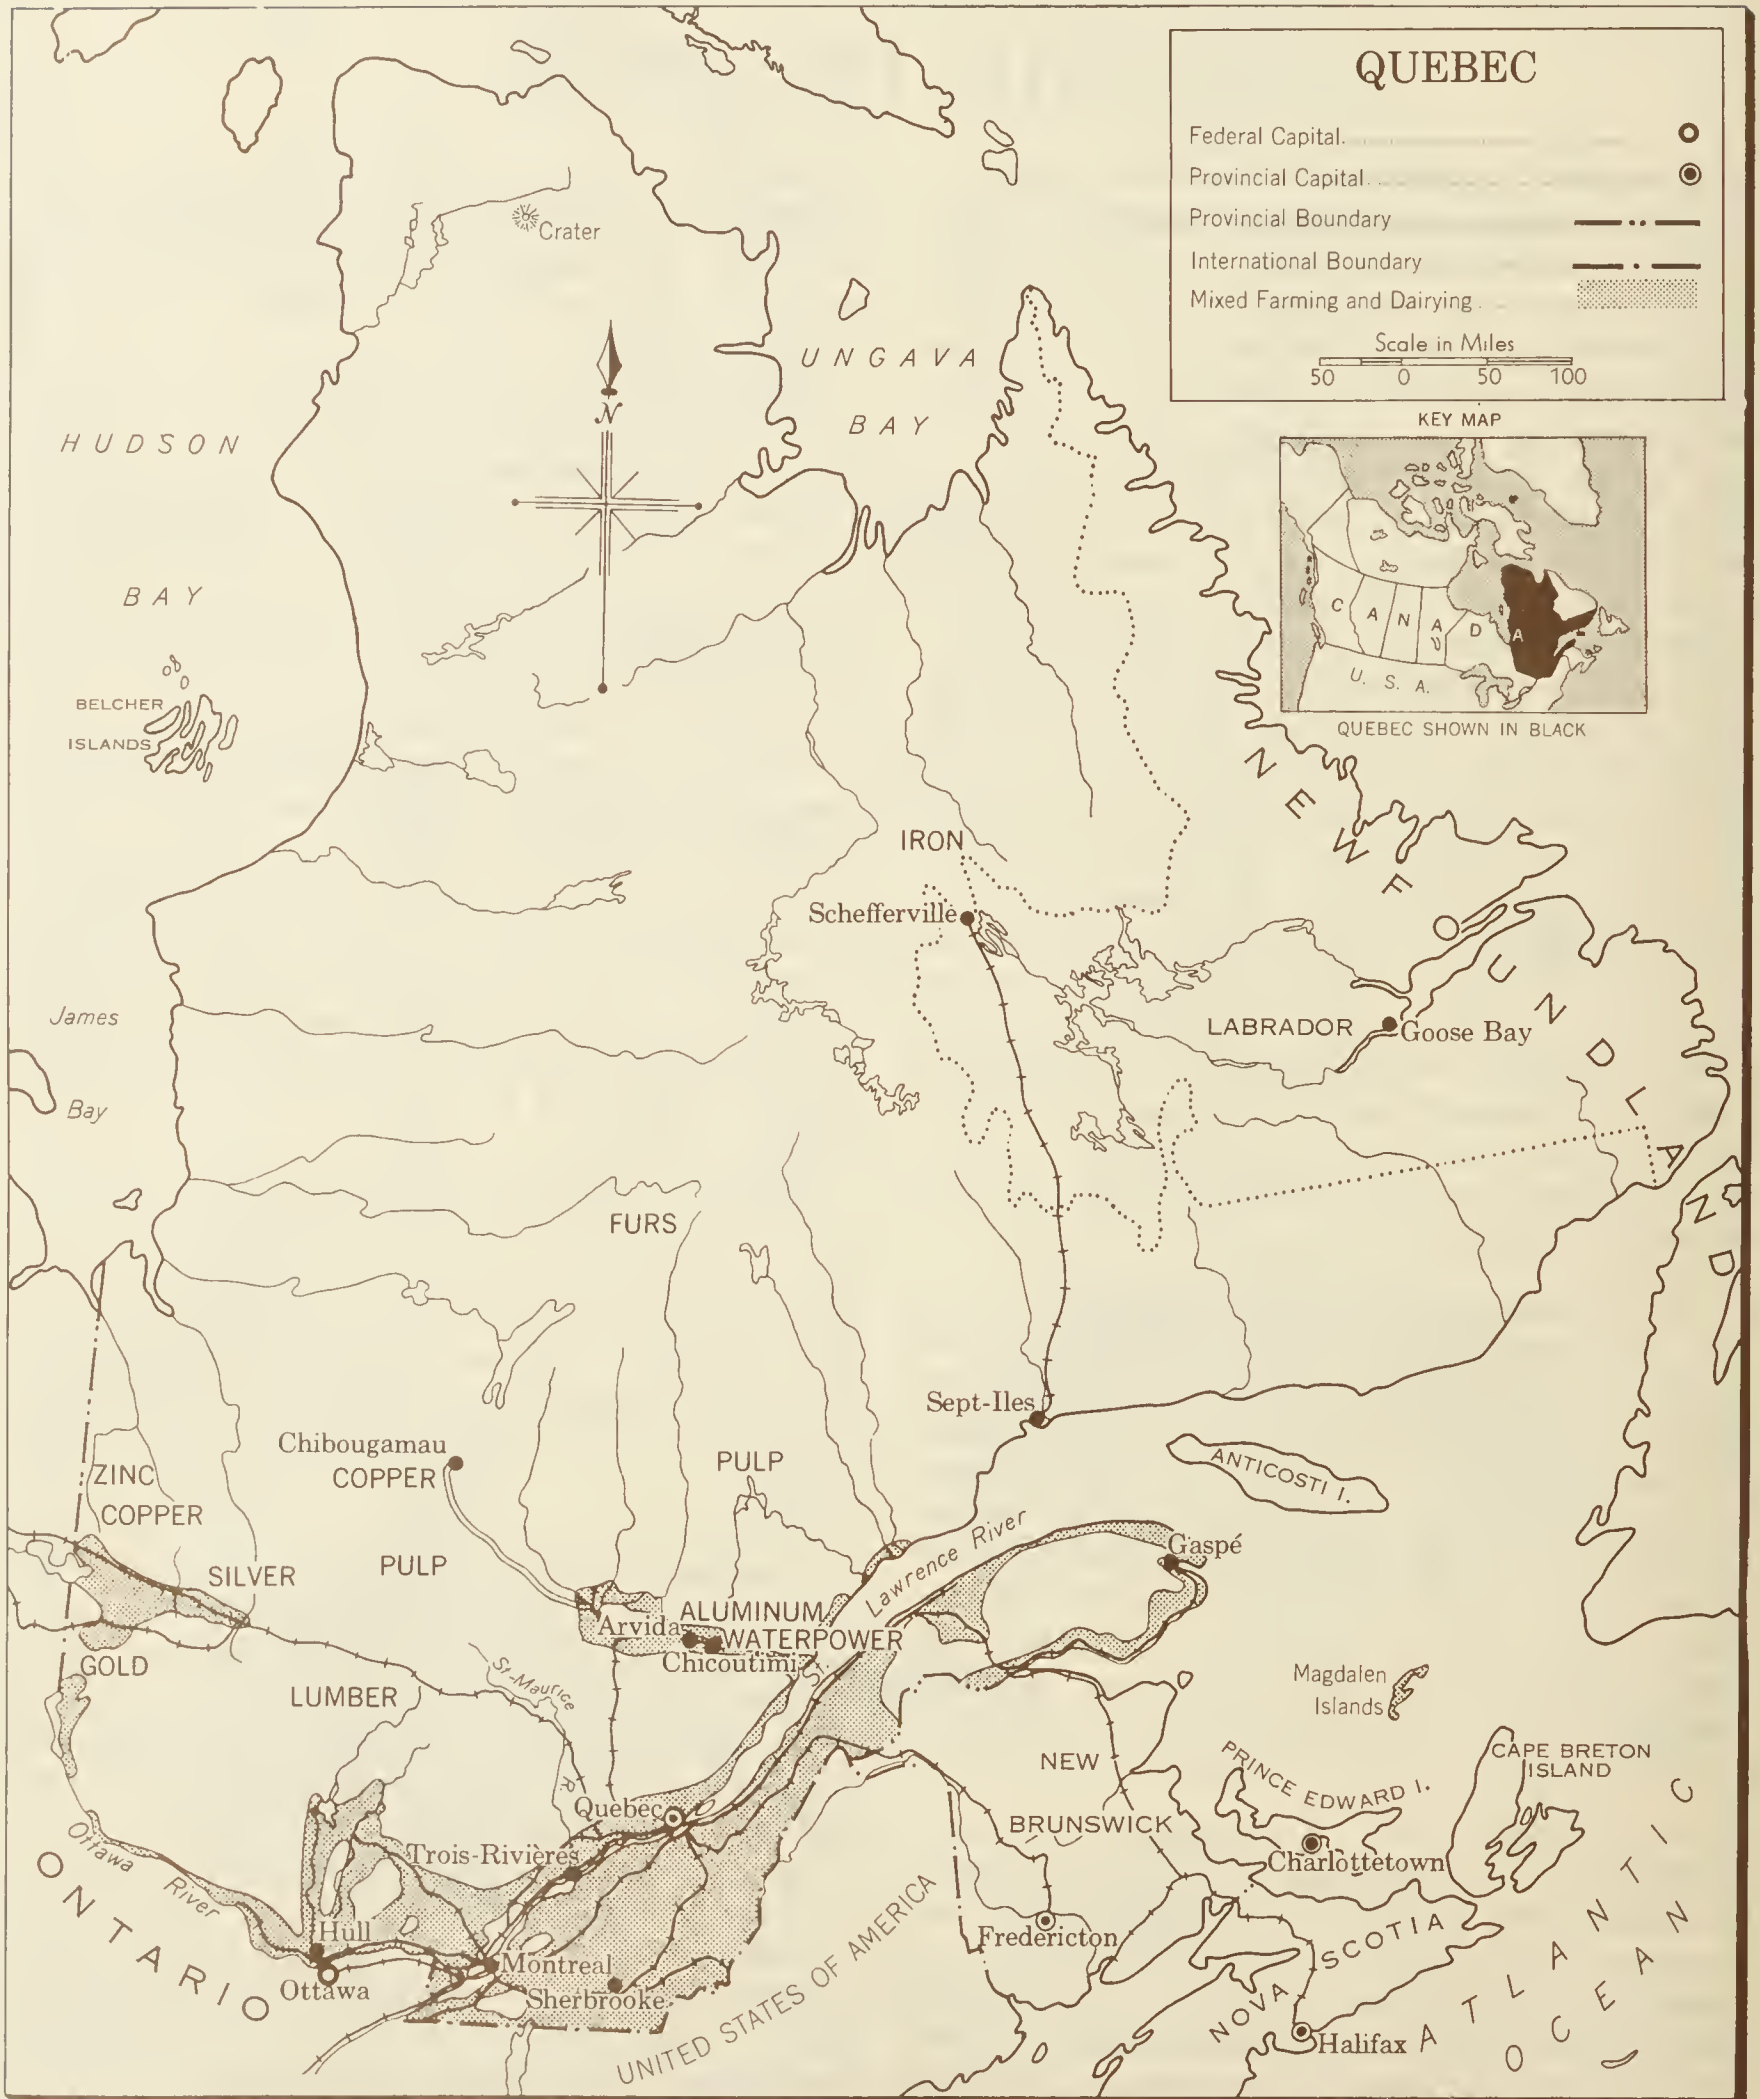 QUEBEC
Federal Capital
Provincial Capital
Provincial Boundary
International Boundary
Mixed Farming and Dairying
Scale in Miles
50 0 50 100
KEY MAP
CANADA
U. S. A.
QUEBEC SHOWN IN BLACK
Crater
N
UNGAVA
BAY
HUDSON
BAY
BELCHER
ISLANDS
NEWFOUNDLAND
IRON
Schefferville
James
Bay
LABRADOR
Goose Bay
FURS
Sept-Iles
Chibougamau
COPPER
PULP
ZINC
COPPER
ANTICOSTI I.
St. Lawrence River
Gaspé
PULP
SILVER
ALUMINUM
Arvida
WATERPOWER
Chicoutimi
GOLD
LUMBER
St-Maurice R.
Magdalen
Islands
NEW
BRUNSWICK
PRINCE EDWARD I.
CAPE BRETON
ISLAND
Quebec
Trois-Rivières
Charlottetown
Ottawa River
ONTARIO
Hull
Ottawa
Montreal
Sherbrooke
Fredericton
UNITED STATES OF AMERICA
NOVA SCOTIA
Halifax
ATLANTIC
OCEAN